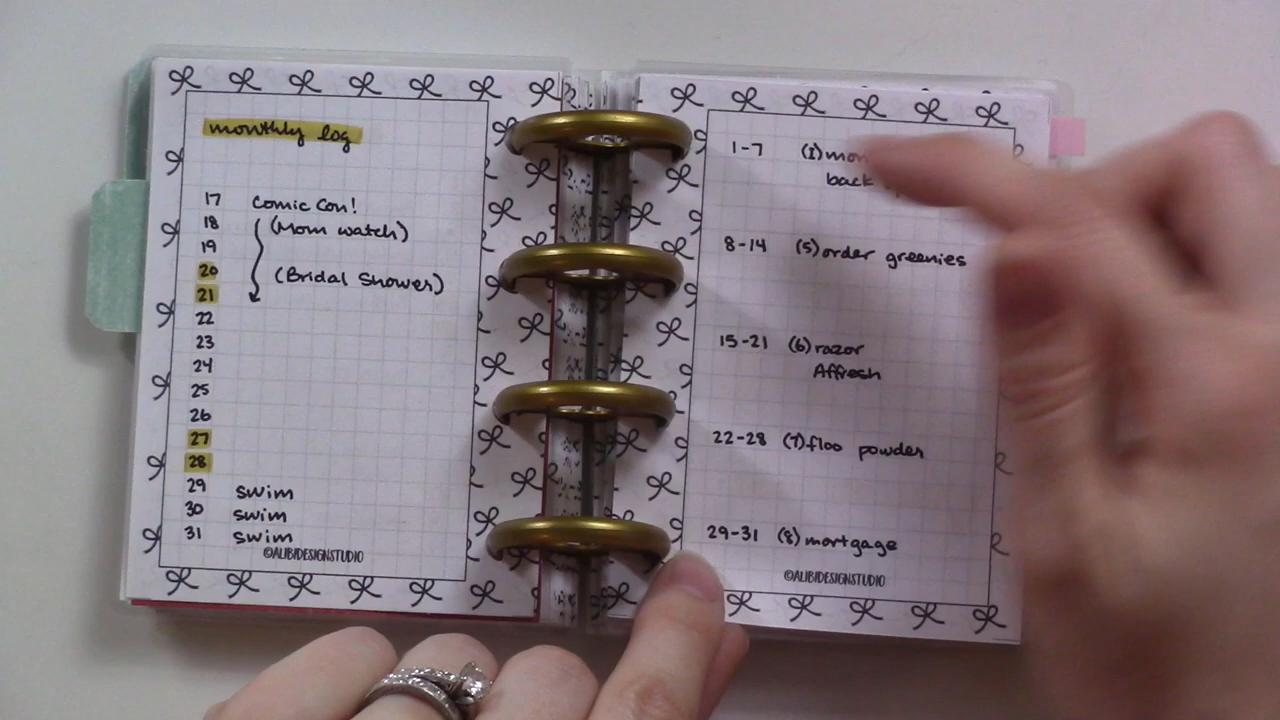 monthly log
17 Comic Con!
18 (Mom watch)
19
20 (Bridal Shower)
21
22
23
24
25
26
27
28
29 swim
30 swim
31 swim
©ALIBIDESIGNSTUDIO
1-7 (1)
back
8-14 (5) order greenies
15-21 (6) razor
Affresh
22-28 (7) floo powder
29-31 (8) mortgage
©ALIBIDESIGNSTUDIO